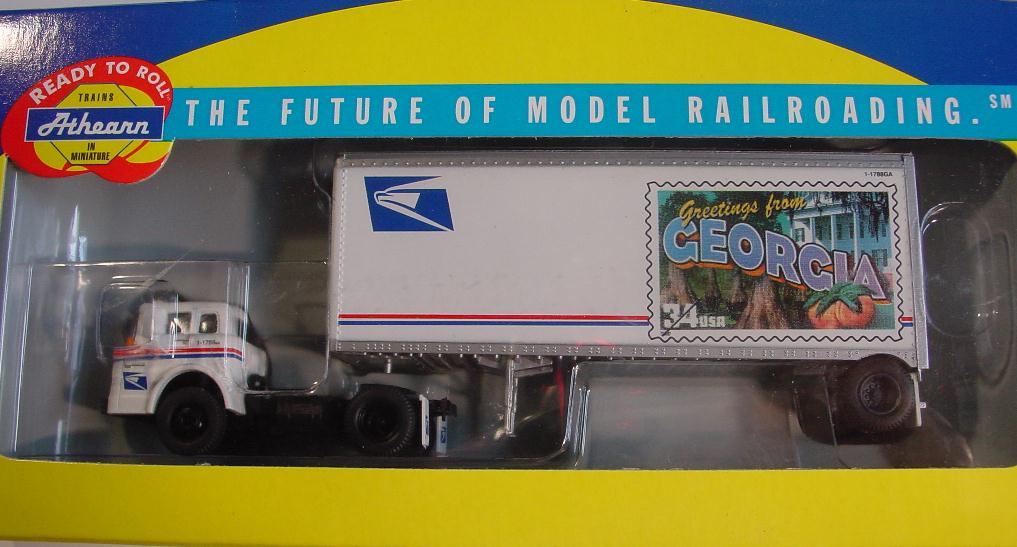 READY TO ROLL
TRAINS
Athearn
IN
MINIATURE
THE FUTURE OF MODEL RAILROADING.℠
1-1788GA
Greetings from
GEORGIA
34 USA